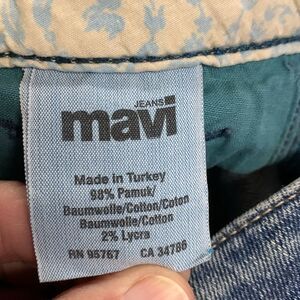 JEANS
mavi
Made in Turkey
98% Pamuk/
Baumwolle/Cotton/Coton
Baumwolle/Cotton
2% Lycra
RN 95767 CA 34786